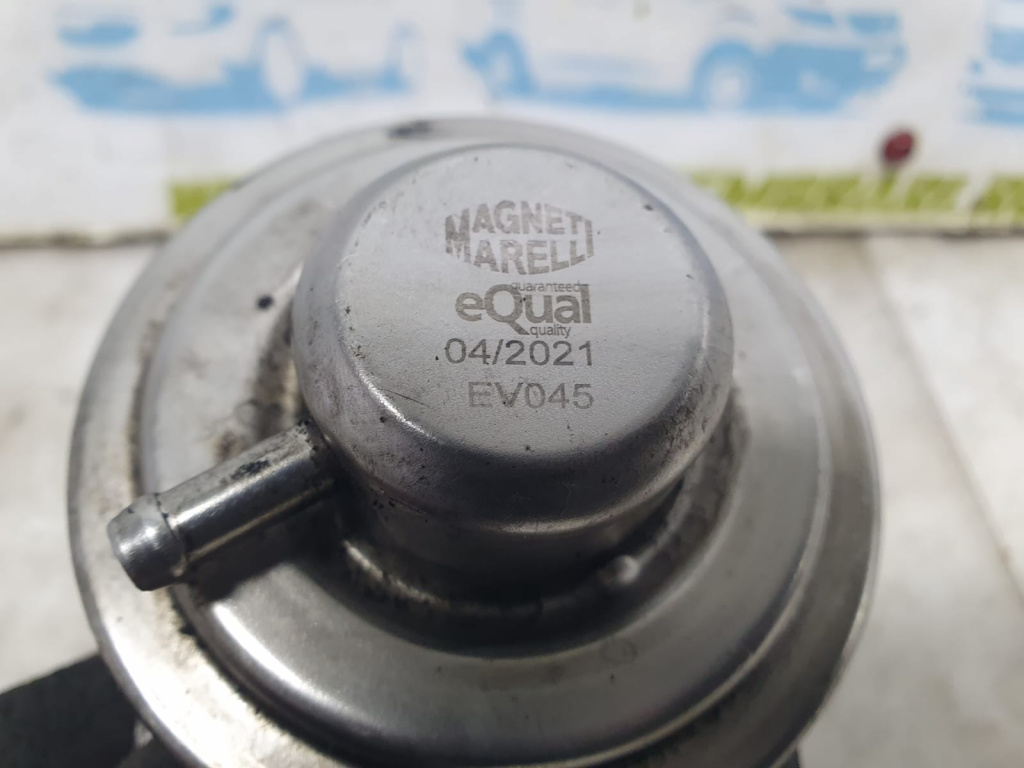 MAGNETI
MARELLI
guaranteed
eQual
quality
04/2021
EV045